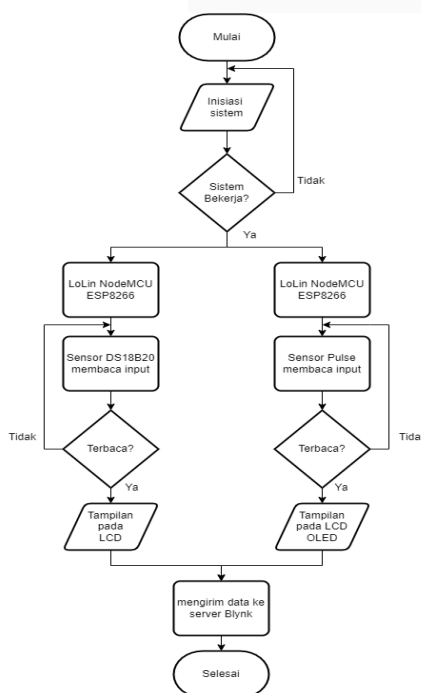 Mulai
Inisiasi
sistem
Sistem
Bekerja?
Tidak
Ya
LoLin NodeMCU
ESP8266
LoLin NodeMCU
ESP8266
Sensor DS18B20
membaca input
Sensor Pulse
membaca input
Tidak
Terbaca?
Terbaca?
Tida
Ya
Ya
Tampilan
pada
LCD
Tampilan
pada LCD
OLED
mengirim data ke
server Blynk
Selesai